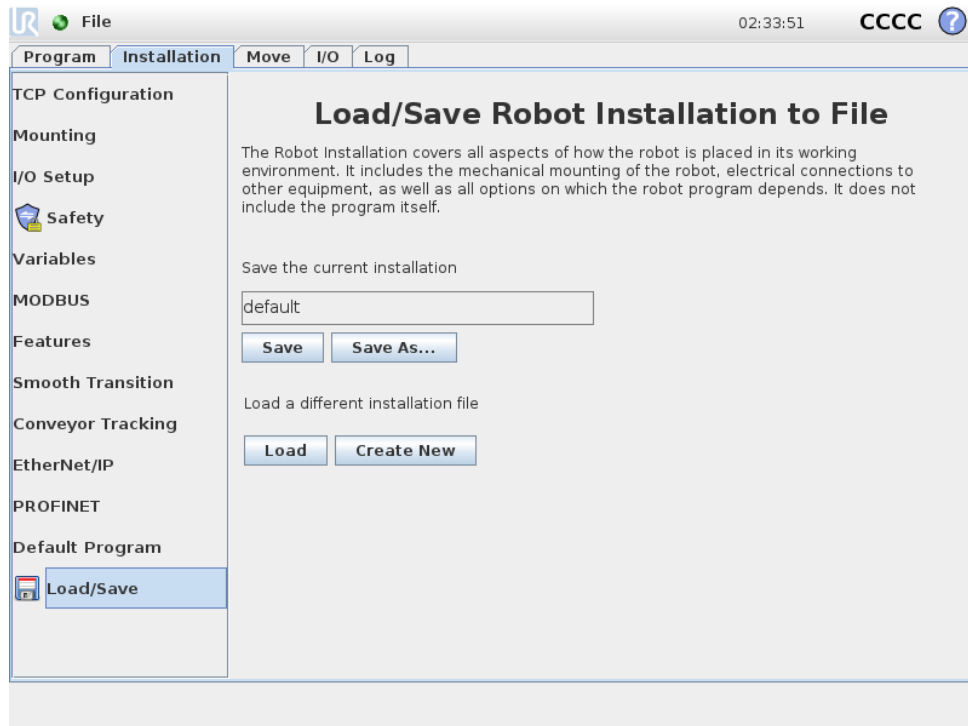 UR File 02:33:51 CCCC ?
Program Installation Move I/O Log
TCP Configuration
Mounting
I/O Setup
Safety
Variables
MODBUS
Features
Smooth Transition
Conveyor Tracking
EtherNet/IP
PROFINET
Default Program
Load/Save
Load/Save Robot Installation to File
The Robot Installation covers all aspects of how the robot is placed in its working
environment. It includes the mechanical mounting of the robot, electrical connections to
other equipment, as well as all options on which the robot program depends. It does not
include the program itself.
Save the current installation
default
Save Save As...
Load a different installation file
Load Create New